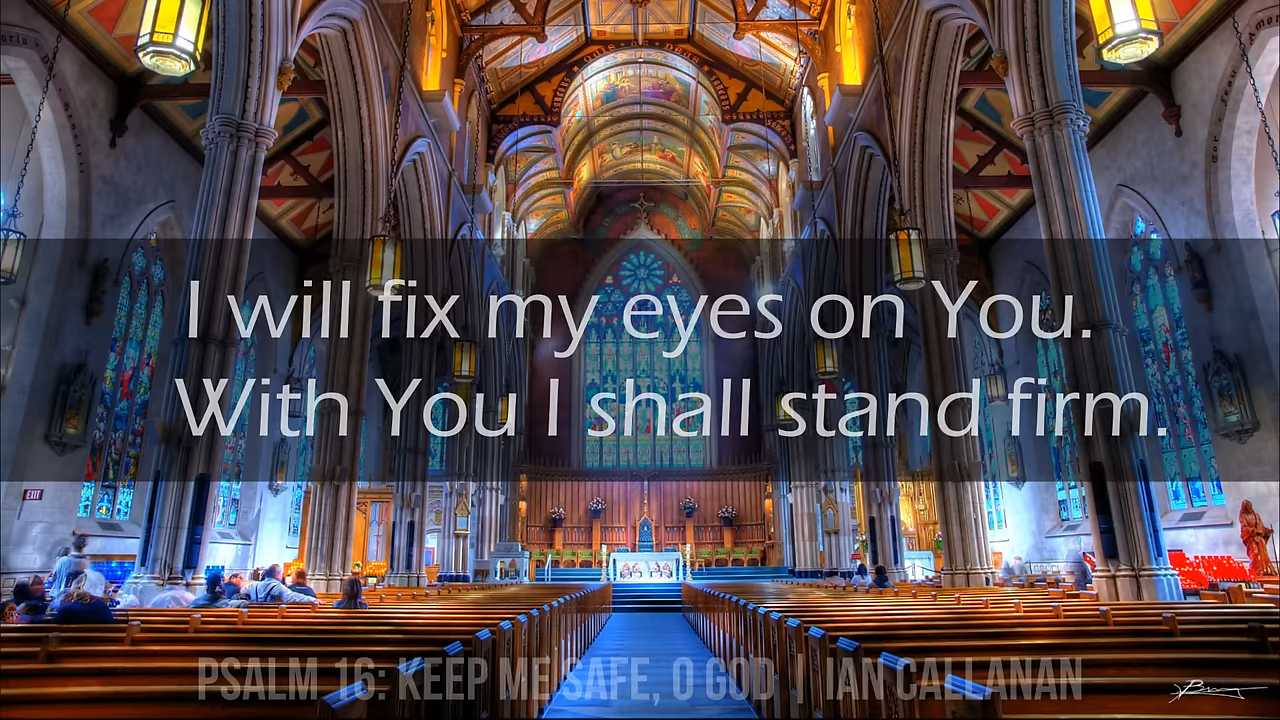 I will fix my eyes on You.
With You I shall stand firm.
EXIT
PSALM 16: KEEP ME SAFE, O GOD | IAN CALLANAN